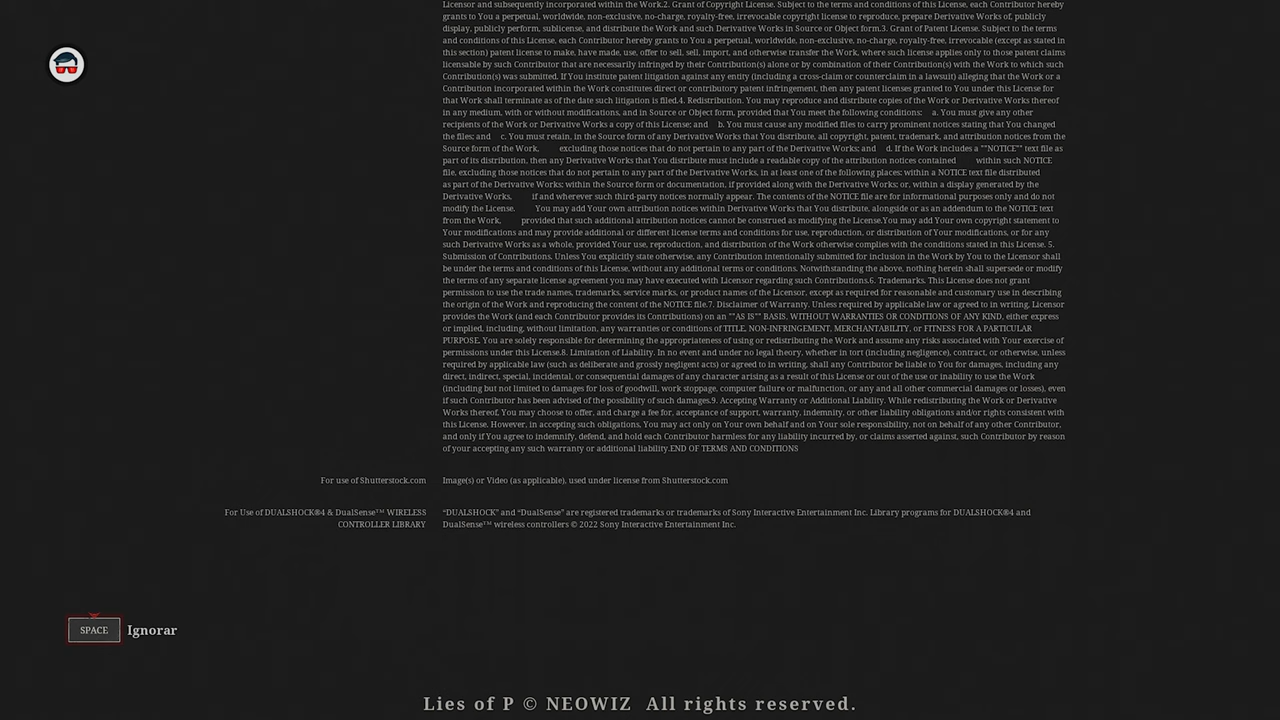 Licensor and subsequently incorporated within the Work.2. Grant of Copyright License. Subject to the terms and conditions of this License, each Contributor hereby
grants to You a perpetual, worldwide, non-exclusive, no-charge, royalty-free, irrevocable copyright license to reproduce, prepare Derivative Works of, publicly
display, publicly perform, sublicense, and distribute the Work and such Derivative Works in Source or Object form.3. Grant of Patent License. Subject to the terms
and conditions of this License, each Contributor hereby grants to You a perpetual, worldwide, non-exclusive, no-charge, royalty-free, irrevocable (except as stated in
this section) patent license to make, have made, use, offer to sell, sell, import, and otherwise transfer the Work, where such license applies only to those patent claims
licensable by such Contributor that are necessarily infringed by their Contribution(s) alone or by combination of their Contribution(s) with the Work to which such
Contribution(s) was submitted. If You institute patent litigation against any entity (including a cross-claim or counterclaim in a lawsuit) alleging that the Work or a
Contribution incorporated within the Work constitutes direct or contributory patent infringement, then any patent licenses granted to You under this License for
that Work shall terminate as of the date such litigation is filed.4. Redistribution. You may reproduce and distribute copies of the Work or Derivative Works thereof
in any medium, with or without modifications, and in Source or Object form, provided that You meet the following conditions: a. You must give any other
recipients of the Work or Derivative Works a copy of this License; and b. You must cause any modified files to carry prominent notices stating that You changed
the files; and c. You must retain, in the Source form of any Derivative Works that You distribute, all copyright, patent, trademark, and attribution notices from the
Source form of the Work, excluding those notices that do not pertain to any part of the Derivative Works; and d. If the Work includes a ""NOTICE"" text file as
part of its distribution, then any Derivative Works that You distribute must include a readable copy of the attribution notices contained within such NOTICE
file, excluding those notices that do not pertain to any part of the Derivative Works, in at least one of the following places: within a NOTICE text file distributed
as part of the Derivative Works; within the Source form or documentation, if provided along with the Derivative Works; or, within a display generated by the
Derivative Works, if and wherever such third-party notices normally appear. The contents of the NOTICE file are for informational purposes only and do not
modify the License. You may add Your own attribution notices within Derivative Works that You distribute, alongside or as an addendum to the NOTICE text
from the Work, provided that such additional attribution notices cannot be construed as modifying the License.You may add Your own copyright statement to
Your modifications and may provide additional or different license terms and conditions for use, reproduction, or distribution of Your modifications, or for any
such Derivative Works as a whole, provided Your use, reproduction, and distribution of the Work otherwise complies with the conditions stated in this License. 5.
Submission of Contributions. Unless You explicitly state otherwise, any Contribution intentionally submitted for inclusion in the Work by You to the Licensor shall
be under the terms and conditions of this License, without any additional terms or conditions. Notwithstanding the above, nothing herein shall supersede or modify
the terms of any separate license agreement you may have executed with Licensor regarding such Contributions.6. Trademarks. This License does not grant
permission to use the trade names, trademarks, service marks, or product names of the Licensor, except as required for reasonable and customary use in describing
the origin of the Work and reproducing the content of the NOTICE file.7. Disclaimer of Warranty. Unless required by applicable law or agreed to in writing, Licensor
provides the Work (and each Contributor provides its Contributions) on an ""AS IS"" BASIS, WITHOUT WARRANTIES OR CONDITIONS OF ANY KIND, either express
or implied, including, without limitation, any warranties or conditions of TITLE, NON-INFRINGEMENT, MERCHANTABILITY, or FITNESS FOR A PARTICULAR
PURPOSE. You are solely responsible for determining the appropriateness of using or redistributing the Work and assume any risks associated with Your exercise of
permissions under this License.8. Limitation of Liability. In no event and under no legal theory, whether in tort (including negligence), contract, or otherwise, unless
required by applicable law (such as deliberate and grossly negligent acts) or agreed to in writing, shall any Contributor be liable to You for damages, including any
direct, indirect, special, incidental, or consequential damages of any character arising as a result of this License or out of the use or inability to use the Work
(including but not limited to damages for loss of goodwill, work stoppage, computer failure or malfunction, or any and all other commercial damages or losses), even
if such Contributor has been advised of the possibility of such damages.9. Accepting Warranty or Additional Liability. While redistributing the Work or Derivative
Works thereof, You may choose to offer, and charge a fee for, acceptance of support, warranty, indemnity, or other liability obligations and/or rights consistent with
this License. However, in accepting such obligations, You may act only on Your own behalf and on Your sole responsibility, not on behalf of any other Contributor,
and only if You agree to indemnify, defend, and hold each Contributor harmless for any liability incurred by, or claims asserted against, such Contributor by reason
of your accepting any such warranty or additional liability.END OF TERMS AND CONDITIONS
For use of Shutterstock.com
Image(s) or Video (as applicable), used under license from Shutterstock.com
For Use of DUALSHOCK®4 & DualSense™ WIRELESS
CONTROLLER LIBRARY
“DUALSHOCK” and “DualSense” are registered trademarks or trademarks of Sony Interactive Entertainment Inc. Library programs for DUALSHOCK®4 and
DualSense™ wireless controllers © 2022 Sony Interactive Entertainment Inc.
SPACE Ignorar
Lies of P © NEOWIZ All rights reserved.